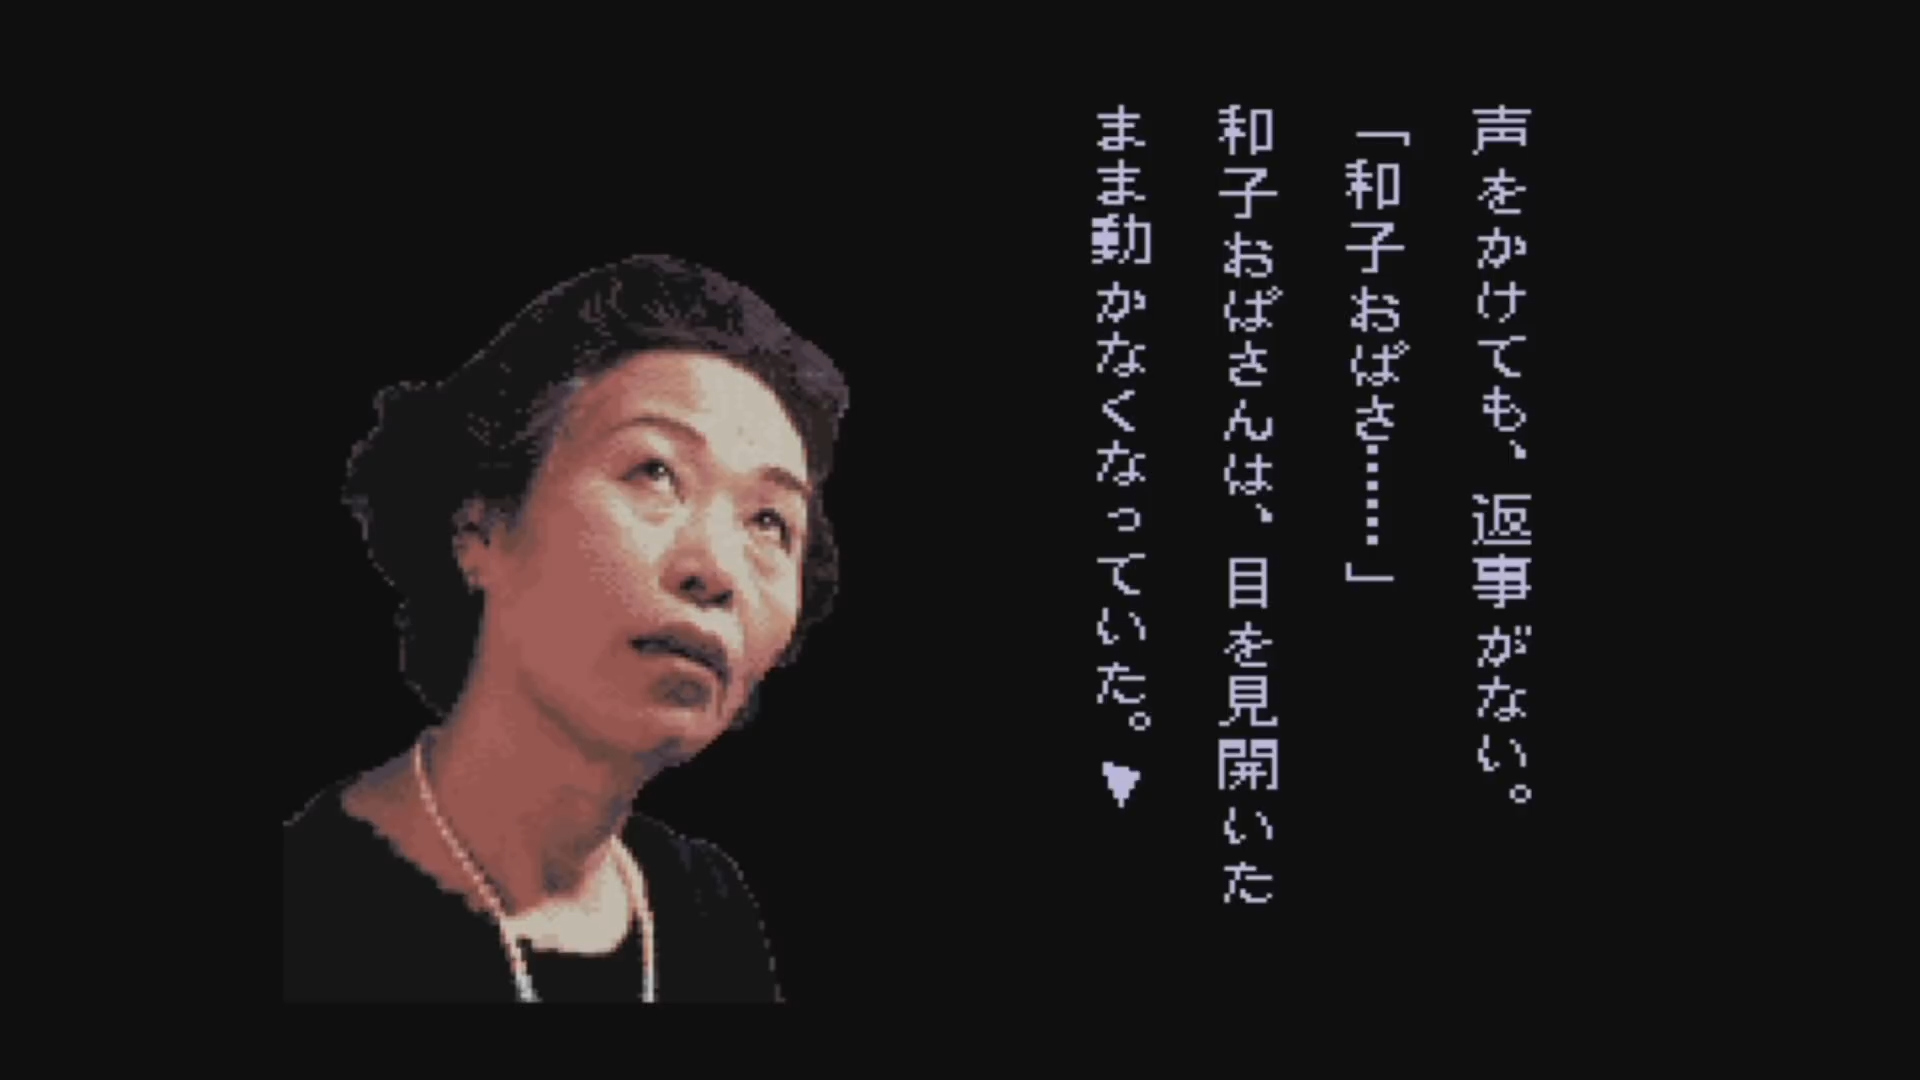 声をかけても、返事がない。
「和子おばさ……」
和子おばさんは、目を見開いた
まま動かなくなっていた。▼